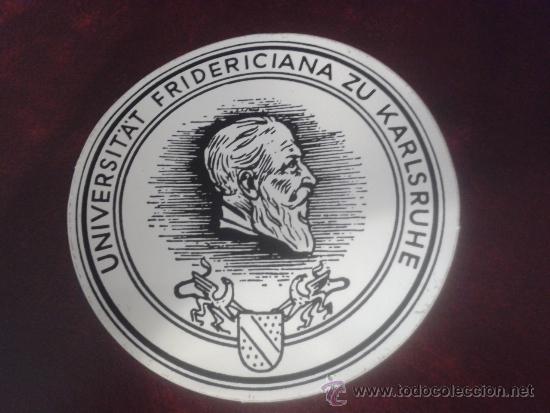 UNIVERSITÄT FRIDERICIANA ZU KARLSRUHE
www.todocoleccion.net